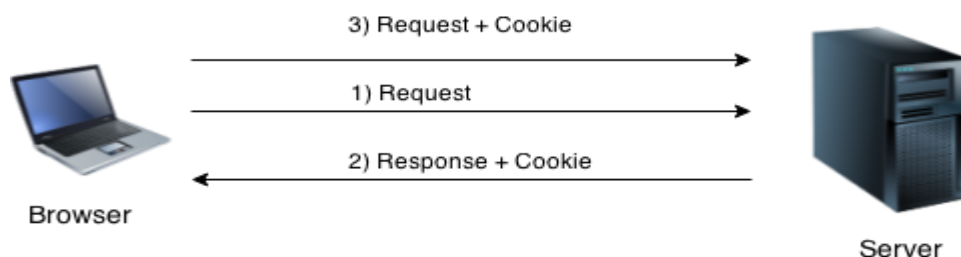 3) Request + Cookie
1) Request
2) Response + Cookie
Browser
Server